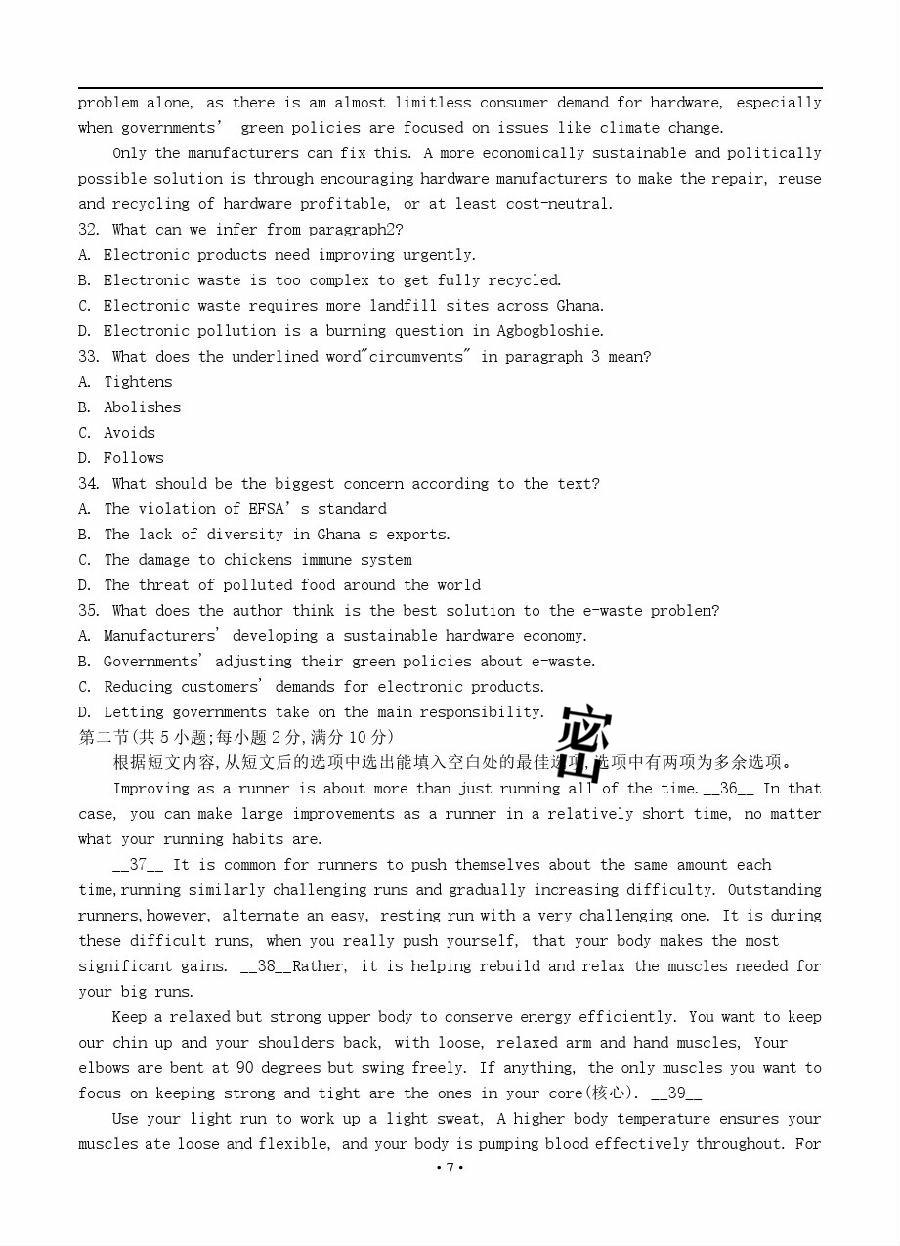 problem alone, as there is am almost limitless consumer demand for hardware, especially
when governments' green policies are focused on issues like climate change.
Only the manufacturers can fix this. A more economically sustainable and politically
possible solution is through encouraging hardware manufacturers to make the repair, reuse
and recycling of hardware profitable, or at least cost-neutral.
32. What can we infer from paragraph2?
A. Electronic products need improving urgently.
B. Electronic waste is too complex to get fully recycled.
C. Electronic waste requires more landfill sites across Ghana.
D. Electronic pollution is a burning question in Agbogbloshie.
33. What does the underlined word"circumvents" in paragraph 3 mean?
A. Tightens
B. Abolishes
C. Avoids
D. Follows
34. What should be the biggest concern according to the text?
A. The violation of EFSA's standard
B. The lack of diversity in Ghana s exports.
C. The damage to chickens immune system
D. The threat of polluted food around the world
35. What does the author think is the best solution to the e-waste problen?
A. Manufacturers' developing a sustainable hardware economy.
B. Governments' adjusting their green policies about e-waste.
C. Reducing customers' demands for electronic products.
D. Letting governments take on the main responsibility.
第二节(共5小题;每小题2分,满分10分)
根据短文内容,从短文后的选项中选出能填入空白处的最佳选项,选项中有两项为多余选项。
密
Improving as a runner is about more than just running all of the time.__36__ In that
case, you can make large improvements as a runner in a relatively short time, no matter
what your running habits are.
__37__ It is common for runners to push themselves about the same amount each
time,running similarly challenging runs and gradually increasing difficulty. Outstanding
runners,however, alternate an easy, resting run with a very challenging one. It is during
these difficult runs, when you really push yourself, that your body makes the most
significant gains. __38__Rather, it is helping rebuild and relax the muscles needed for
your big runs.
Keep a relaxed but strong upper body to conserve energy efficiently. You want to keep
our chin up and your shoulders back, with loose, relaxed arm and hand muscles, Your
elbows are bent at 90 degrees but swing freely. If anything, the only muscles you want to
focus on keeping strong and tight are the ones in your core(核心). __39__
Use your light run to work up a light sweat, A higher body temperature ensures your
muscles ate loose and flexible, and your body is pumping blood effectively throughout. For
·7·